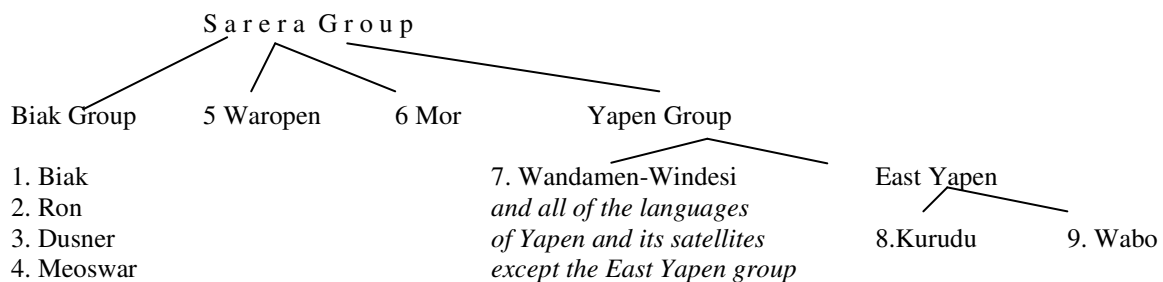 S a r e r a G r o u p
Biak Group 5 Waropen 6 Mor Yapen Group
1. Biak 7. Wandamen-Windesi East Yapen
2. Ron and all of the languages
3. Dusner of Yapen and its satellites 8.Kurudu 9. Wabo
4. Meoswar except the East Yapen group